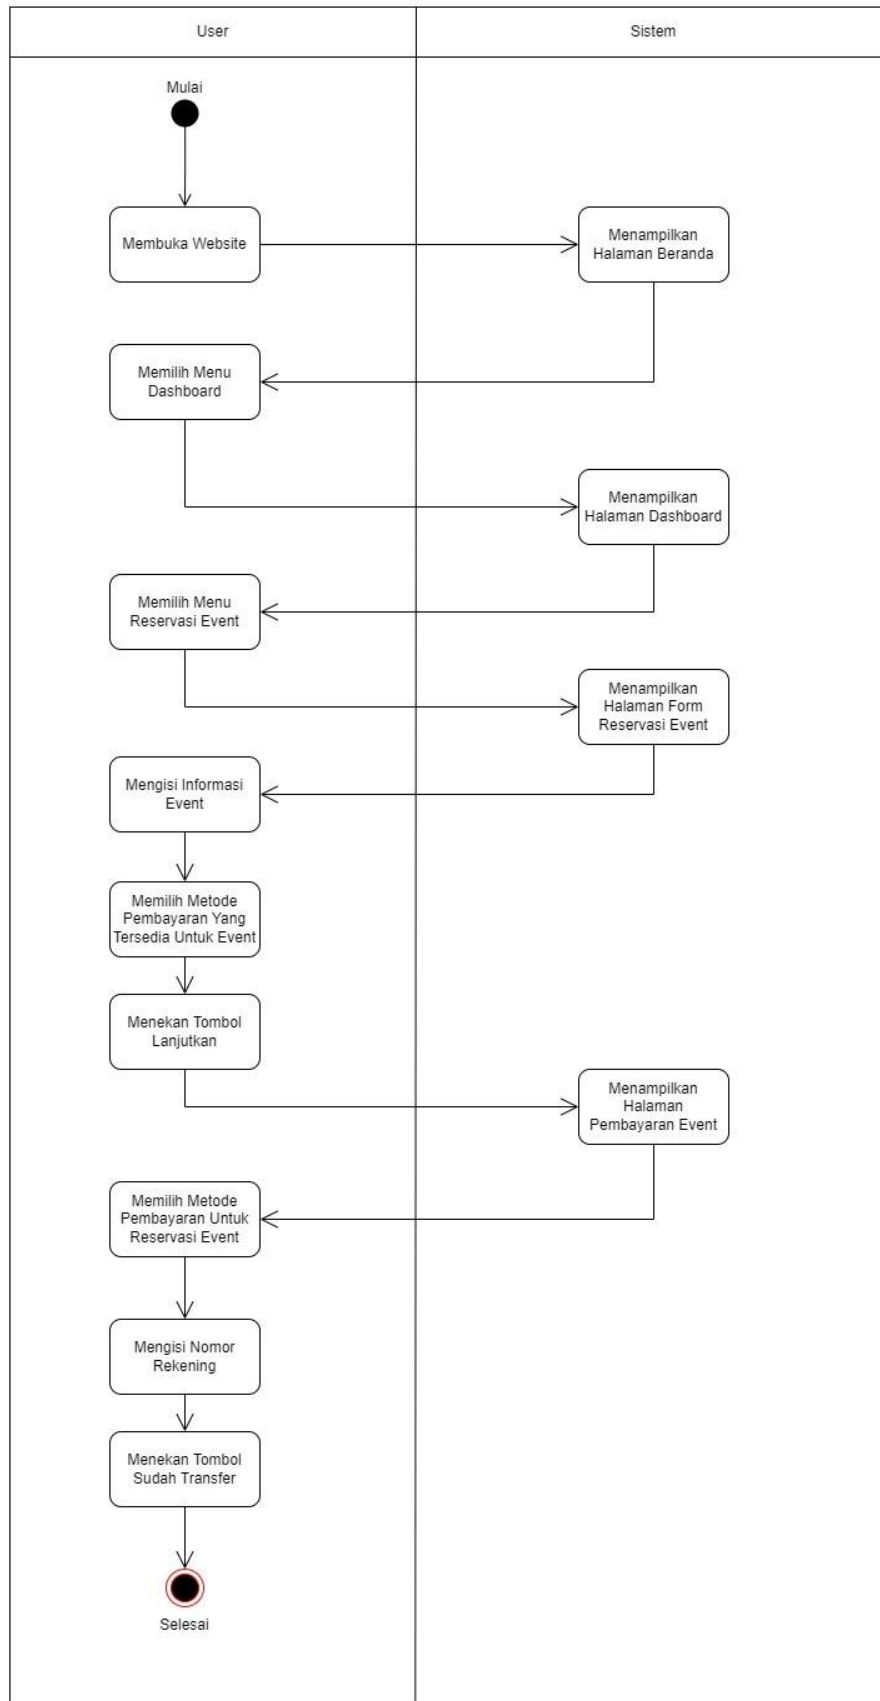 User
Sistem
Mulai
Membuka Website
Menampilkan
Halaman Beranda
Memilih Menu
Dashboard
Menampilkan
Halaman Dashboard
Memilih Menu
Reservasi Event
Menampilkan
Halaman Form
Reservasi Event
Mengisi Informasi
Event
Memilih Metode
Pembayaran Yang
Tersedia Untuk Event
Menekan Tombol
Lanjutkan
Menampilkan
Halaman
Pembayaran Event
Memilih Metode
Pembayaran Untuk
Reservasi Event
Mengisi Nomor
Rekening
Menekan Tombol
Sudah Transfer
Selesai